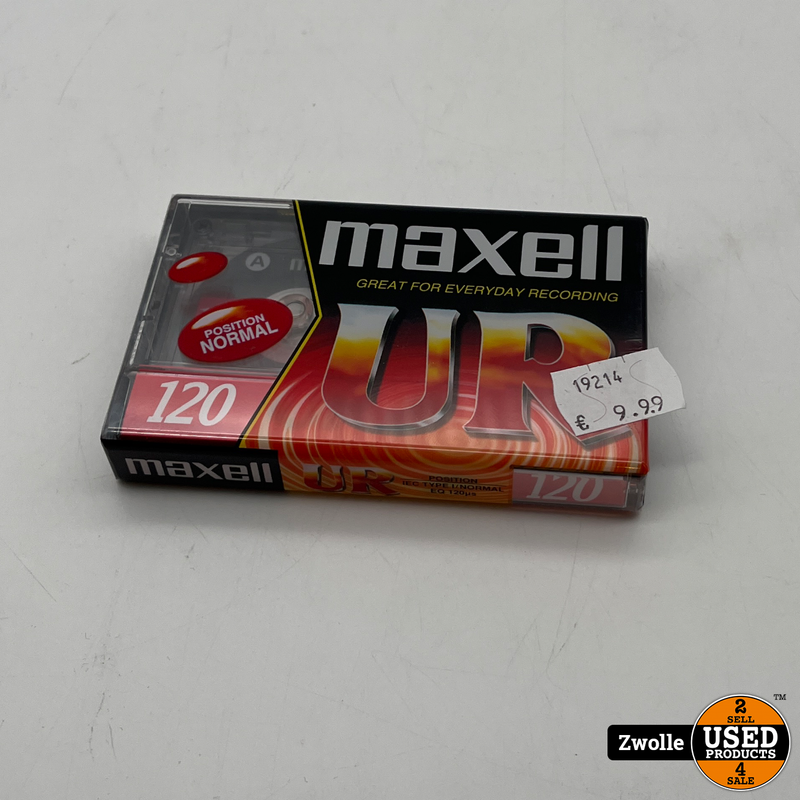 maxell
GREAT FOR EVERYDAY RECORDING
A m
POSITION
NORMAL
UR
19214
€ 9.99
120
maxell
UR
POSITION
IEC TYPE I·NORMAL
EQ 120µs
120
Zwolle
2
SELL
USED
PRODUCTS
4
SALE
TM